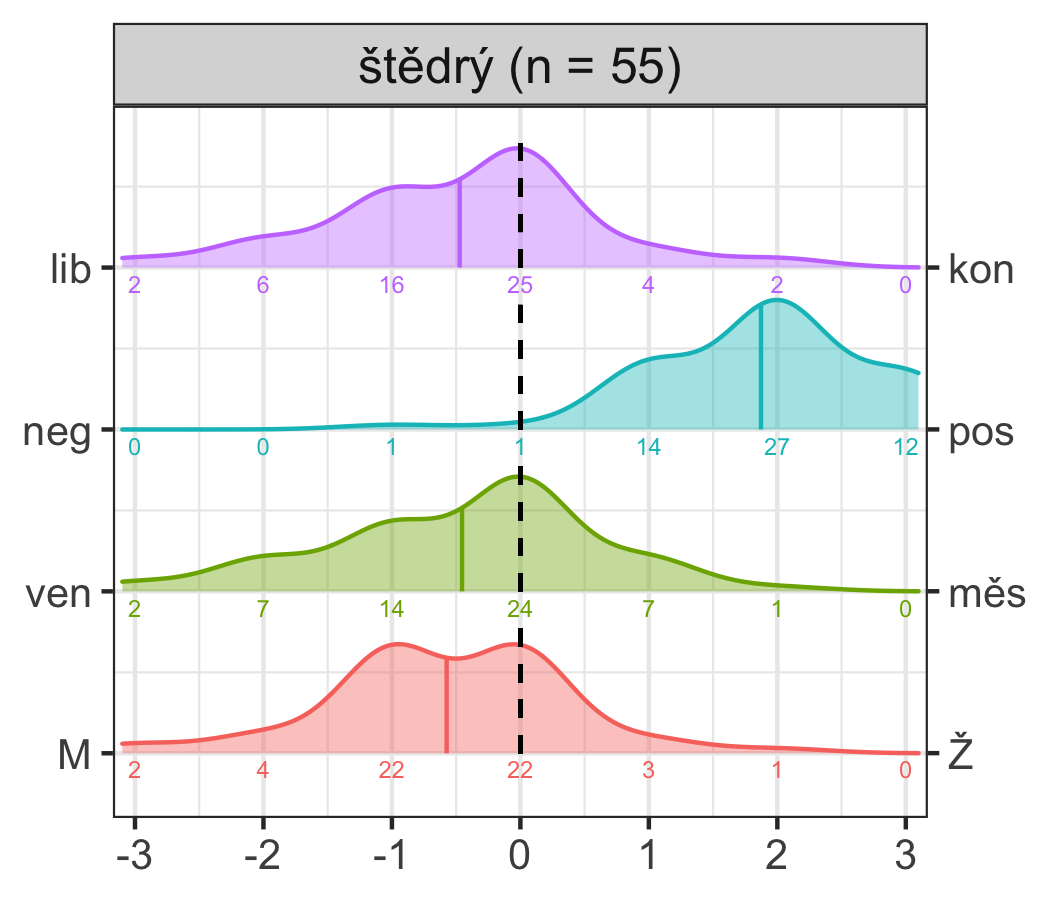 štědrý (n = 55)
lib kon
2 6 16 25 4 2 0
neg pos
0 0 1 1 14 27 12
ven měs
2 7 14 24 7 1 0
M Ž
2 4 22 22 3 1 0
-3 -2 -1 0 1 2 3